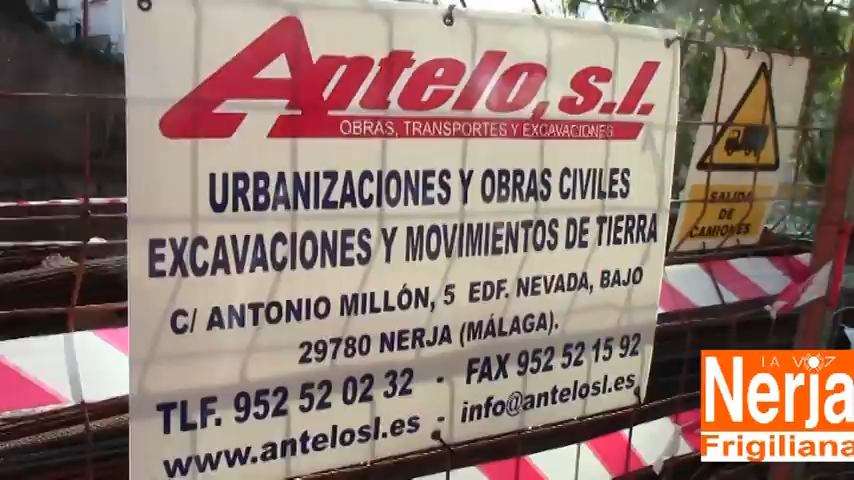 Antelo, s.l.
OBRAS, TRANSPORTES Y EXCAVACIONES
URBANIZACIONES Y OBRAS CIVILES
EXCAVACIONES Y MOVIMIENTOS DE TIERRA
C/ ANTONIO MILLÓN, 5 EDF. NEVADA, BAJO
29780 NERJA (MÁLAGA).
TLF. 952 52 02 32 - FAX 952 52 15 92
www.antelosl.es - info@antelosl.es
SALIDA
DE
CAMIONES
LA VOZ
Nerja
Frigiliana